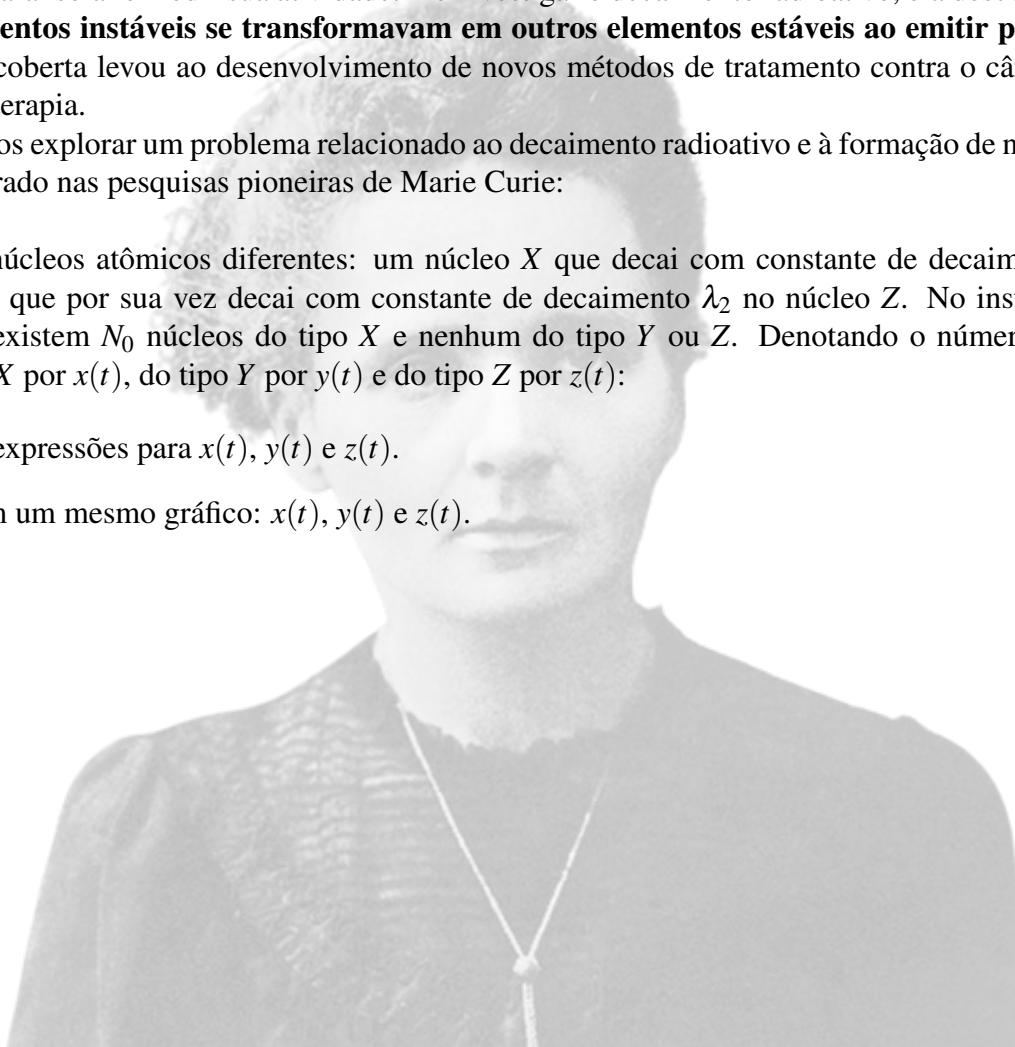 entos instáveis se transformavam em outros elementos estáveis ao emitir p
coberta levou ao desenvolvimento de novos métodos de tratamento contra o câ
erapia.
os explorar um problema relacionado ao decaimento radioativo e à formação de n
rado nas pesquisas pioneiras de Marie Curie:
núcleos atômicos diferentes: um núcleo X que decai com constante de decaim
que por sua vez decai com constante de decaimento λ₂ no núcleo Z. No ins
existem N₀ núcleos do tipo X e nenhum do tipo Y ou Z. Denotando o númer
X por x(t), do tipo Y por y(t) e do tipo Z por z(t):
expressões para x(t), y(t) e z(t).
m um mesmo gráfico: x(t), y(t) e z(t).